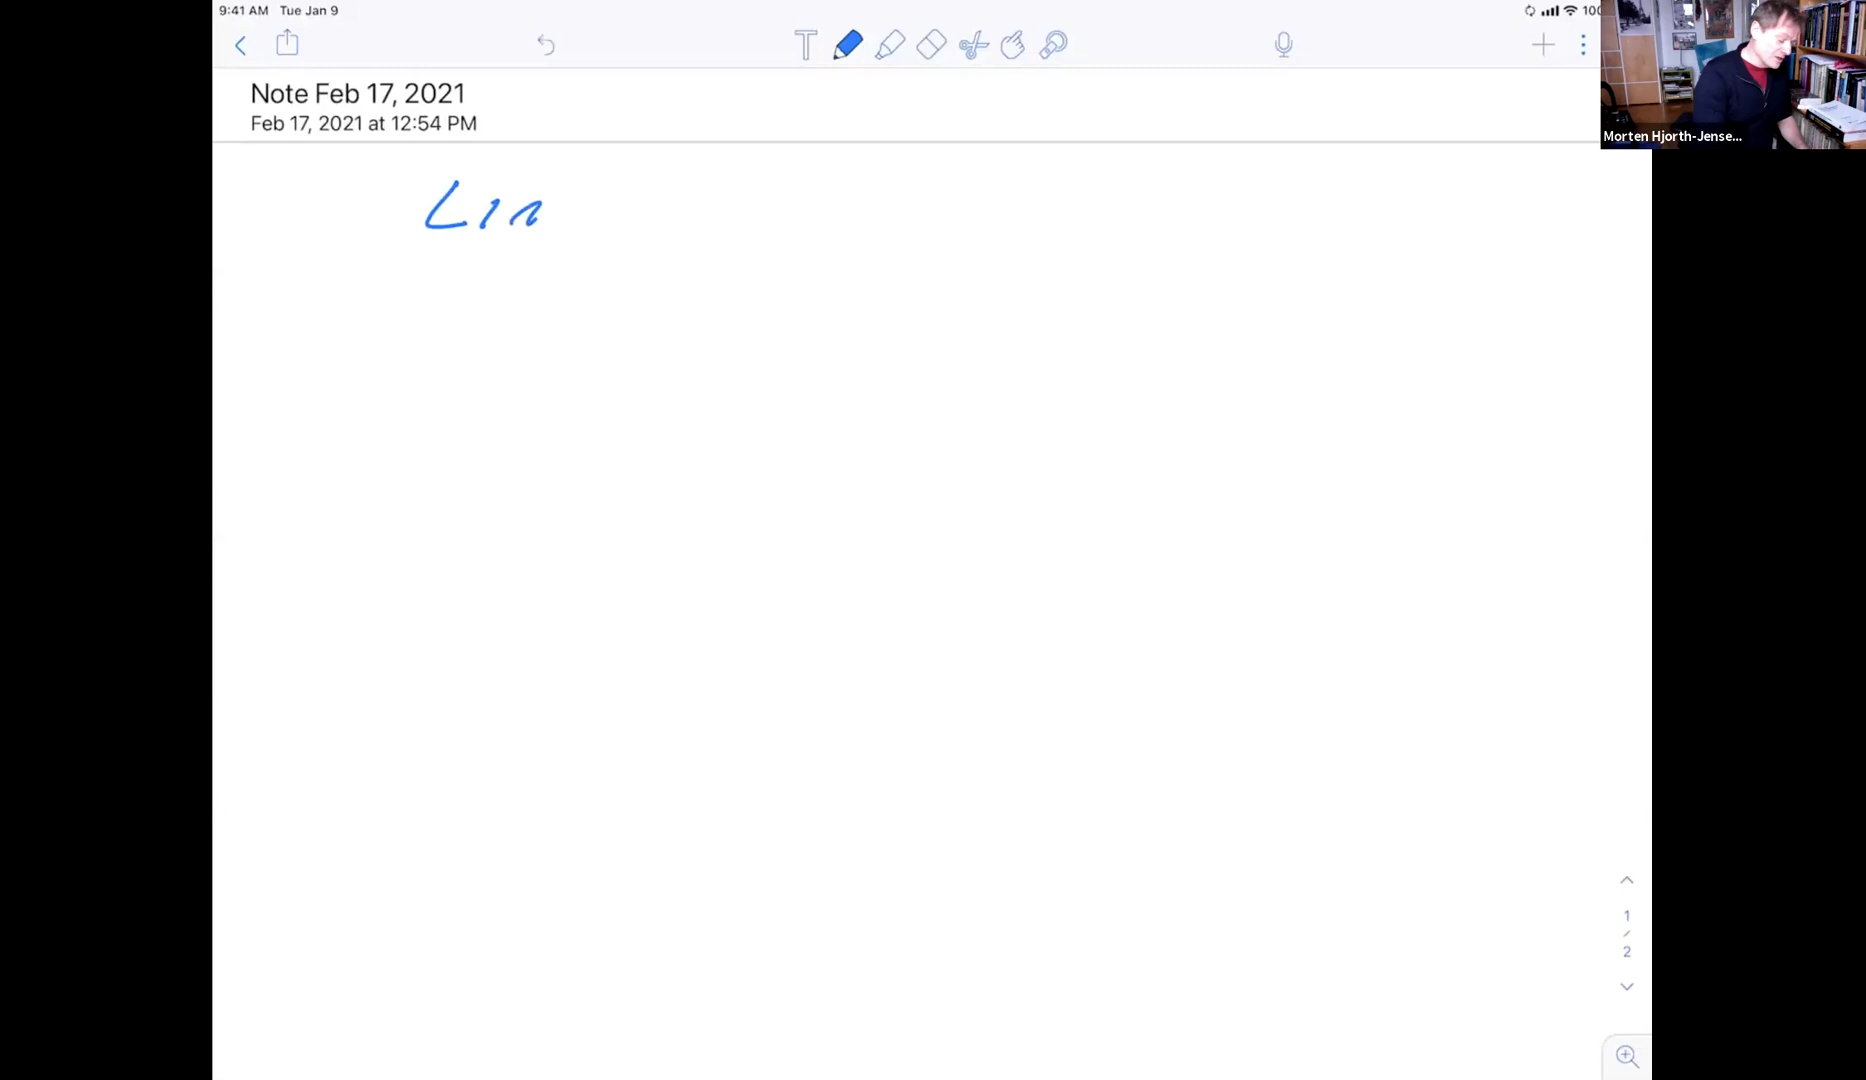 9:41 AM Tue Jan 9
100
Note Feb 17, 2021
Feb 17, 2021 at 12:54 PM
Morten Hjorth-Jense...
Lin
1
/
2